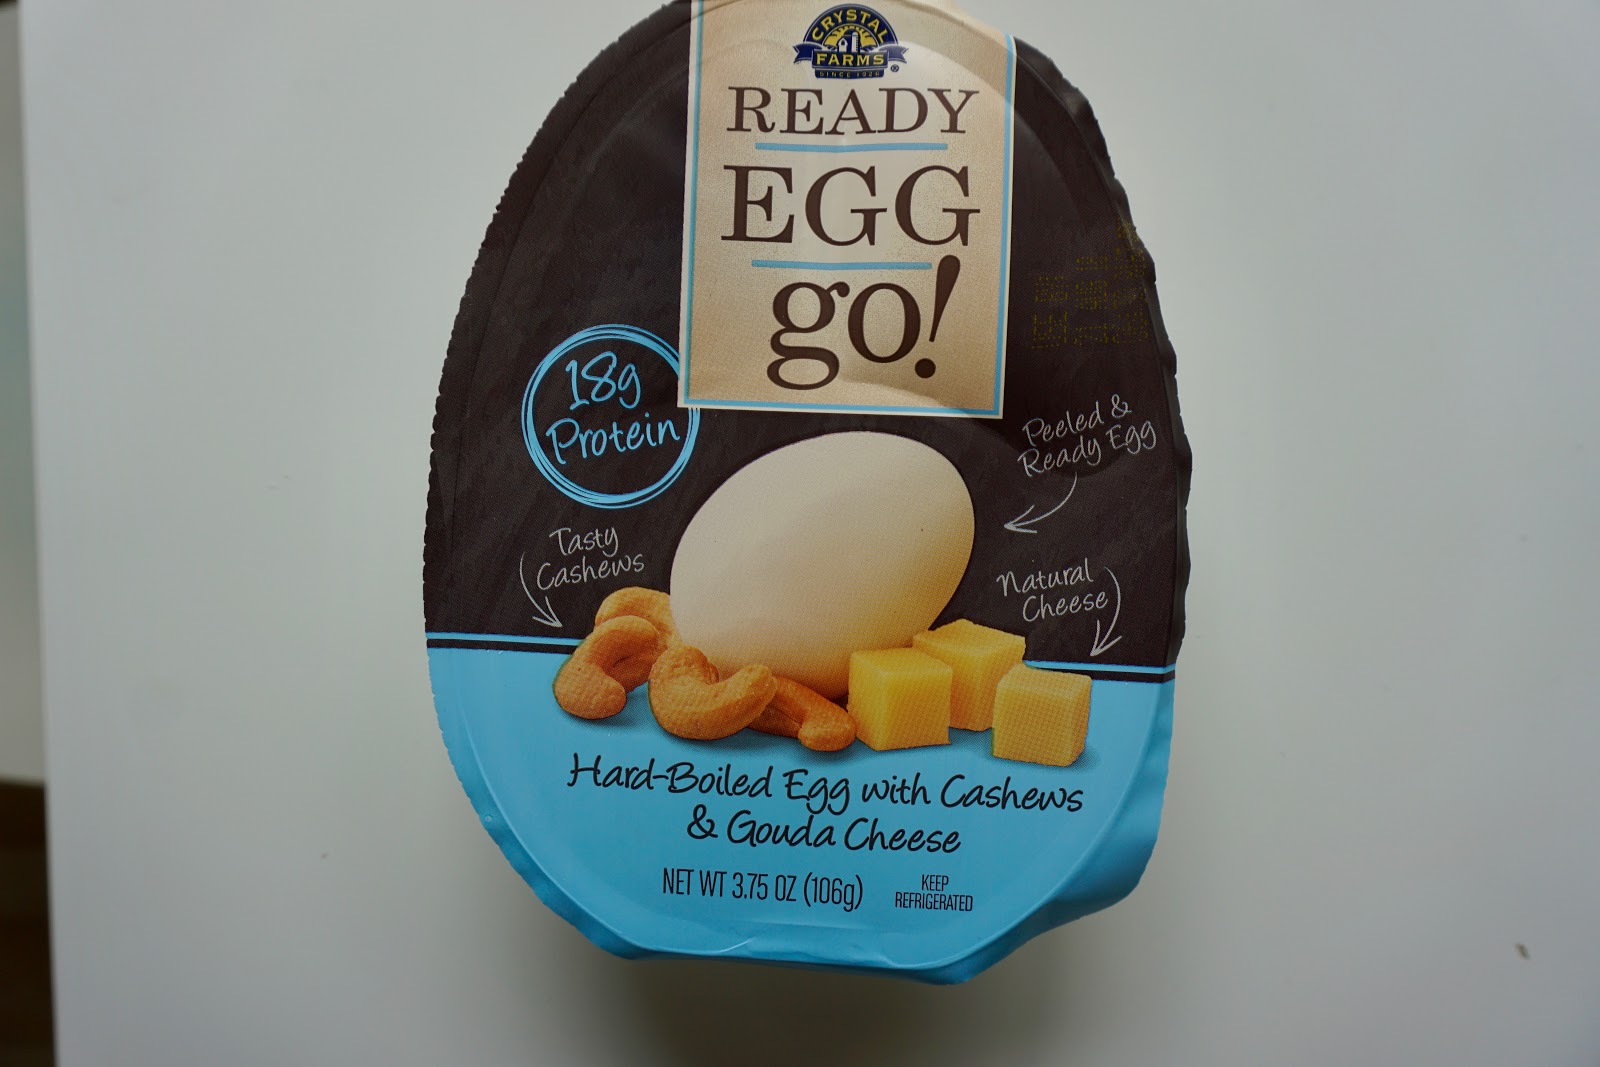 CRYSTAL
FARMS
SINCE 1926
READY
EGG
go!
18g
Protein
Peeled &
Ready Egg
Tasty
Cashews
Natural
Cheese
Hard-Boiled Egg with Cashews
& Gouda Cheese
NET WT 3.75 OZ (106g)
KEEP
REFRIGERATED